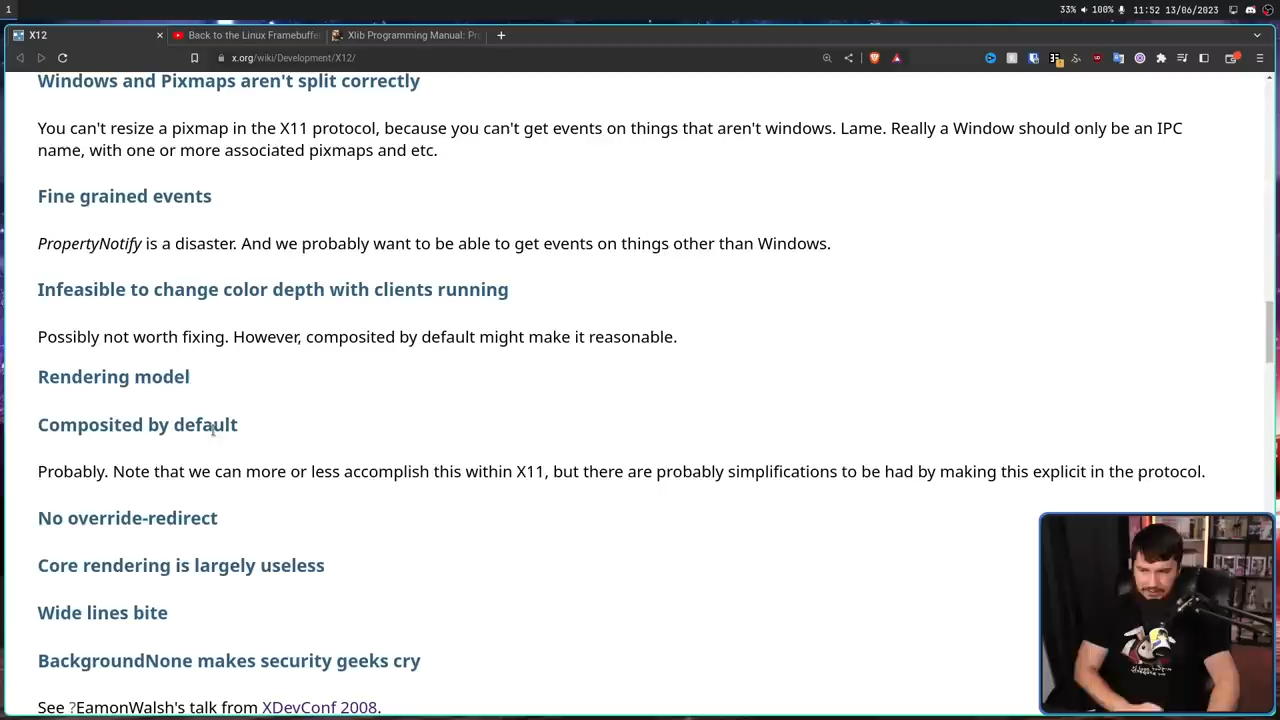 1
33% 100% 11:52 13/06/2023
X12
Back to the Linux Framebuffe
Xlib Programming Manual: Pr
x.org/wiki/Development/X12/
Windows and Pixmaps aren't split correctly
You can't resize a pixmap in the X11 protocol, because you can't get events on things that aren't windows. Lame. Really a Window should only be an IPC
name, with one or more associated pixmaps and etc.
Fine grained events
PropertyNotify is a disaster. And we probably want to be able to get events on things other than Windows.
Infeasible to change color depth with clients running
Possibly not worth fixing. However, composited by default might make it reasonable.
Rendering model
Composited by default
Probably. Note that we can more or less accomplish this within X11, but there are probably simplifications to be had by making this explicit in the protocol.
No override-redirect
Core rendering is largely useless
Wide lines bite
BackgroundNone makes security geeks cry
See ?EamonWalsh's talk from XDevConf 2008.